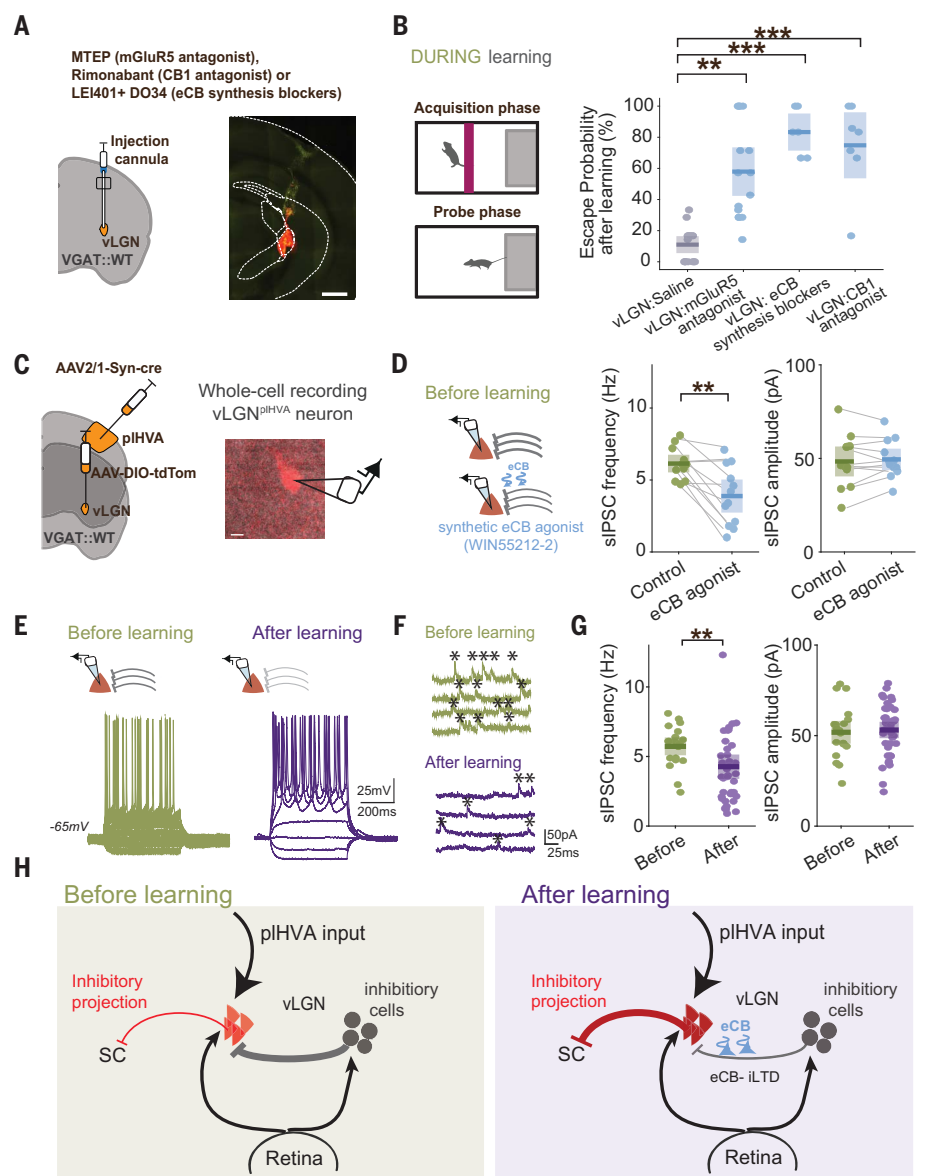 A
MTEP (mGluR5 antagonist),
Rimonabant (CB1 antagonist) or
LEI401+ DO34 (eCB synthesis blockers)
Injection
cannula
vLGN
VGAT::WT
B
DURING learning
Acquisition phase
Probe phase
Escape Probability
after learning (%)
100
80
60
40
20
0
**
***
***
vLGN:Saline
vLGN:mGluR5
antagonist
vLGN: eCB
synthesis blockers
vLGN:CB1
antagonist
C
AAV2/1-Syn-cre
plHVA
AAV-DIO-tdTom
vLGN
VGAT::WT
Whole-cell recording
vLGNplHVA neuron
D
Before learning
eCB
synthetic eCB agonist
(WIN55212-2)
sIPSC frequency (Hz)
10
5
0
**
Control
eCB agonist
sIPSC amplitude (pA)
100
50
0
Control
eCB agonist
E
Before learning
After learning
-65mV
25mV
200ms
F
Before learning
* **** *
* * *
* **
** *
After learning
**
*
* *
*
50pA
25ms
G
sIPSC frequency (Hz)
10
5
0
**
Before
After
sIPSC amplitude (pA)
100
50
0
Before
After
H
Before learning
plHVA input
Inhibitory
projection
vLGN
inhibitiory
cells
SC
Retina
After learning
plHVA input
Inhibitory
projection
vLGN
inhibitiory
cells
eCB
SC
eCB- iLTD
Retina